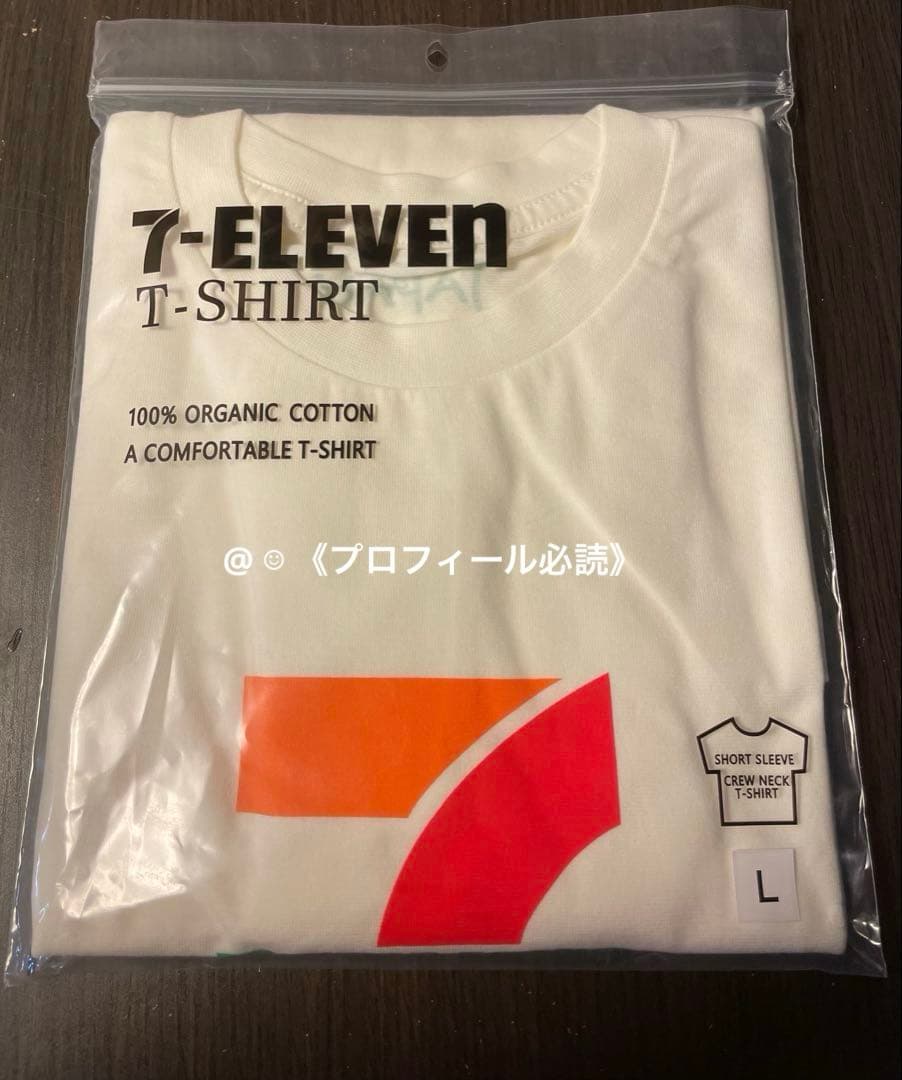 7-ELEVEn
T-SHIRT
100% ORGANIC COTTON
A COMFORTABLE T-SHIRT
@☺《プロフィール必読》
7
SHORT SLEEVE
CREW NECK
T-SHIRT
L